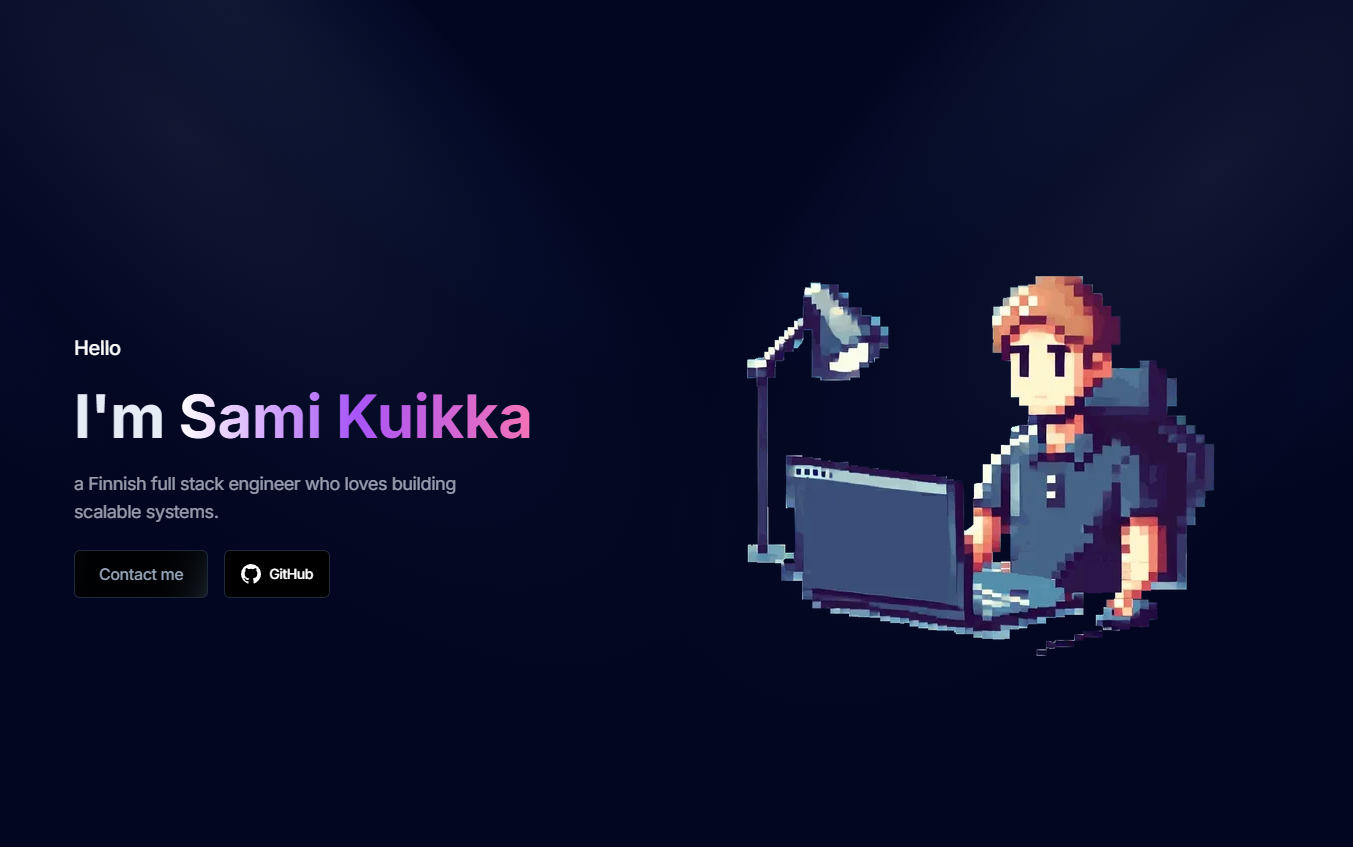 Hello
I'm Sami Kuikka
a Finnish full stack engineer who loves building
scalable systems.
Contact me
GitHub